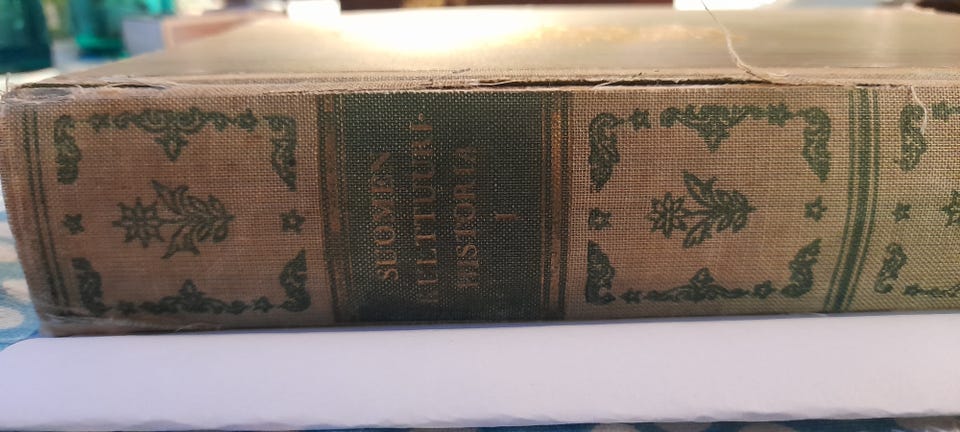 SUOMEN
KULTTUURI-
HISTORIA
I